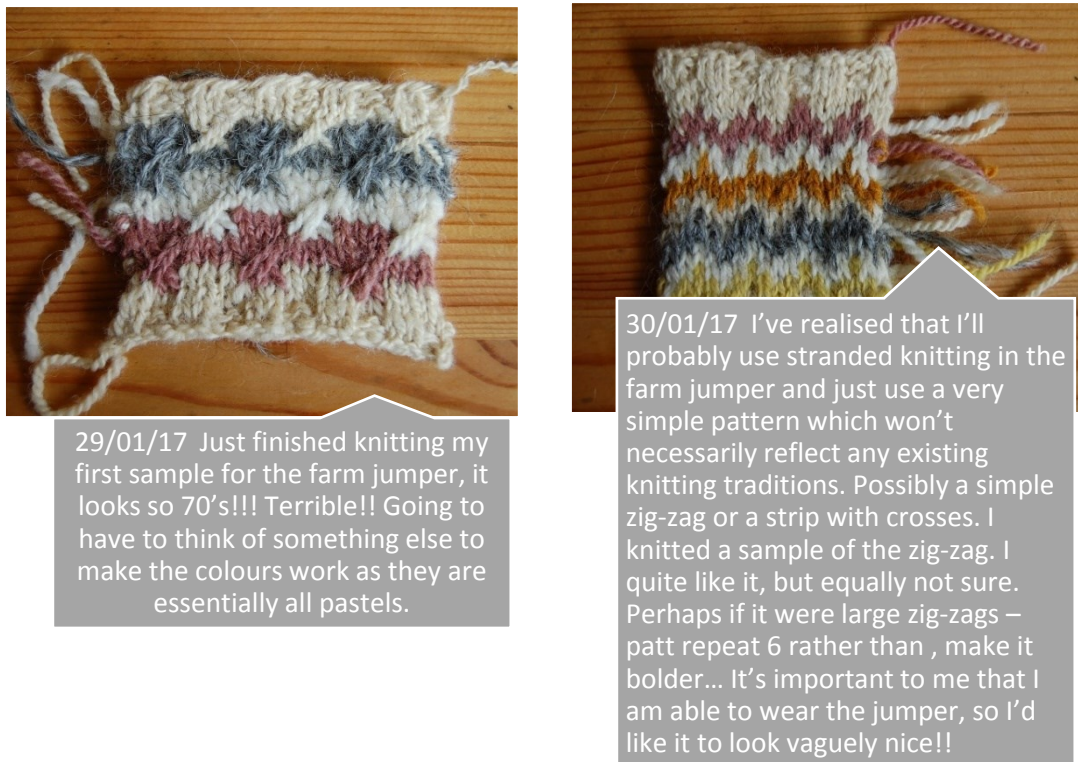 29/01/17 Just finished knitting my
first sample for the farm jumper, it
looks so 70's!!! Terrible!! Going to
have to think of something else to
make the colours work as they are
essentially all pastels.
30/01/17 I've realised that I'll
probably use stranded knitting in the
farm jumper and just use a very
simple pattern which won't
necessarily reflect any existing
knitting traditions. Possibly a simple
zig-zag or a strip with crosses. I
knitted a sample of the zig-zag. I
quite like it, but equally not sure.
Perhaps if it were large zig-zags –
patt repeat 6 rather than , make it
bolder… It's important to me that I
am able to wear the jumper, so I'd
like it to look vaguely nice!!